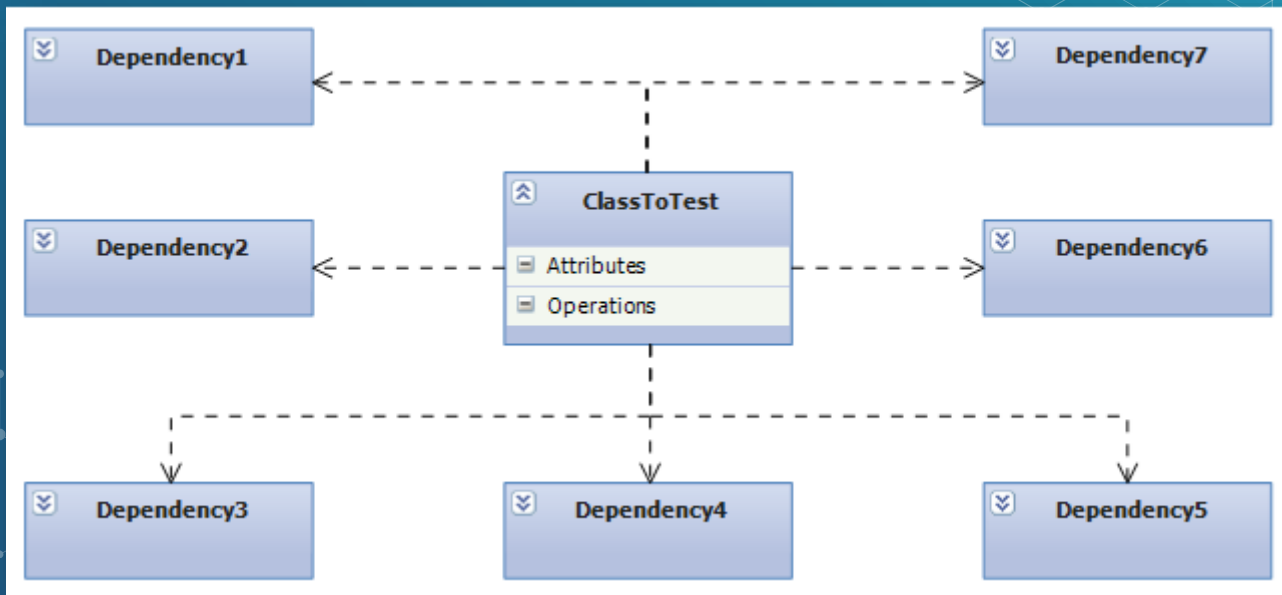 Dependency1
Dependency7
ClassToTest
Dependency2
Attributes
Dependency6
Operations
Dependency3
Dependency4
Dependency5